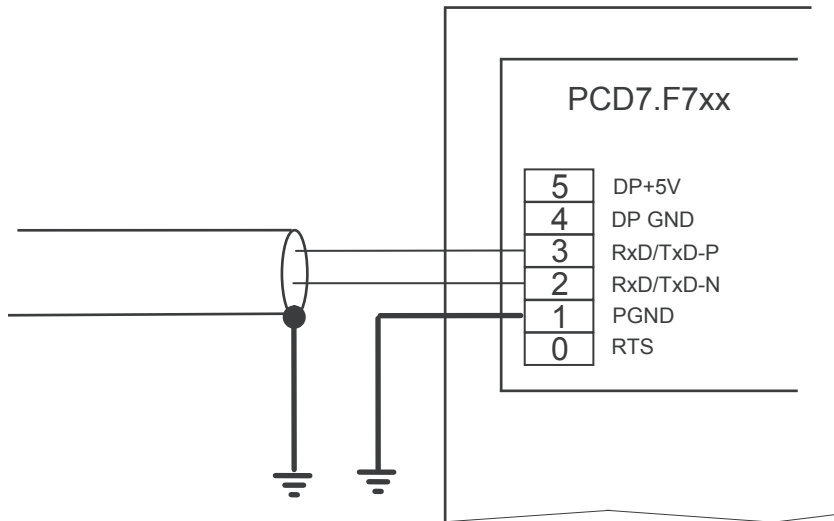 PCD7.F7xx
5 DP+5V
4 DP GND
3 RxD/TxD-P
2 RxD/TxD-N
1 PGND
0 RTS